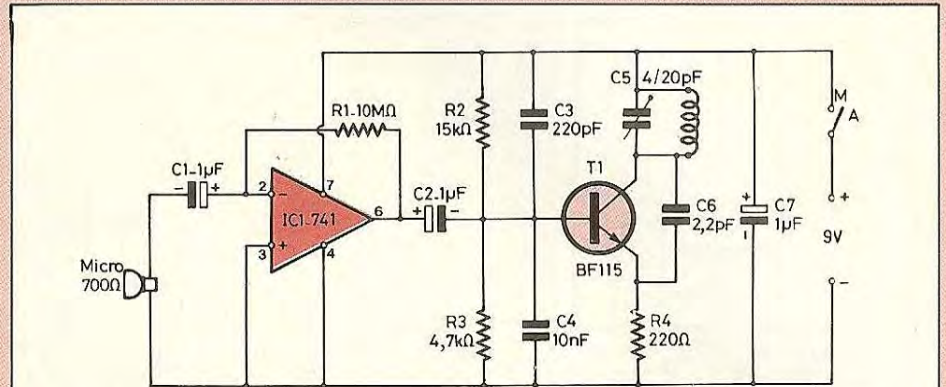 C5 4/20pF
M
A
R1-10MΩ
R2
15kΩ
C3
220pF
T1
C1-1µF
- +
2 -
7
IC1-741
6
C2-1µF
+ -
C6
2,2pF
+
C7
1µF
-
+
9V
-
3 +
4
Micro
700Ω
BF115
R3
4,7kΩ
C4
10nF
R4
220Ω